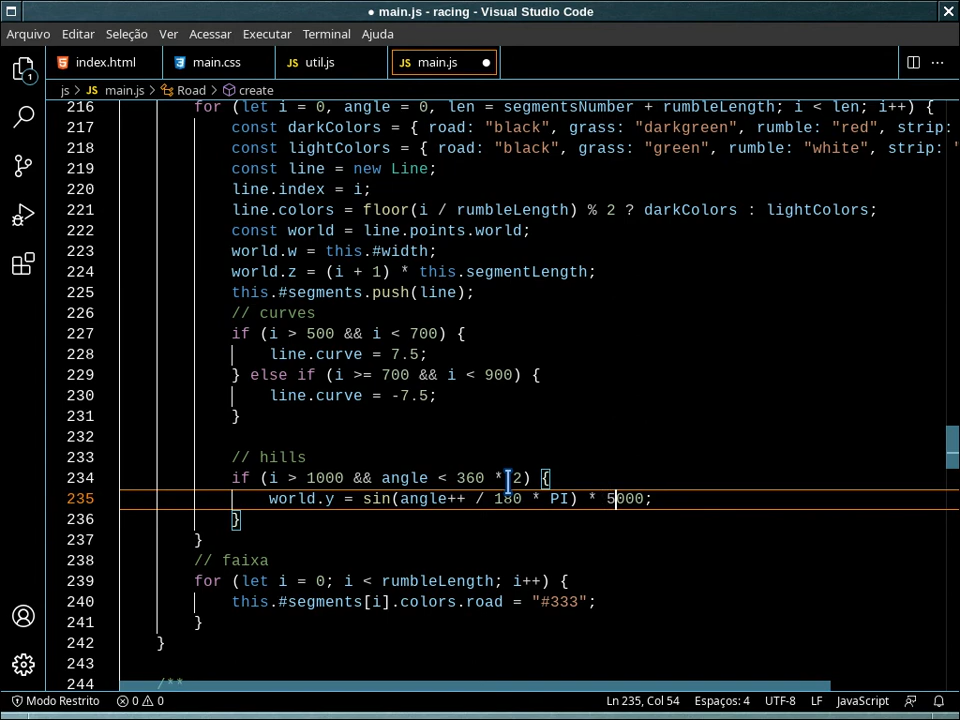 ● main.js - racing - Visual Studio Code
Arquivo Editar Seleção Ver Acessar Executar Terminal Ajuda
index.html main.css JS util.js JS main.js ●
js > JS main.js > Road > create
216 for (let i = 0, angle = 0, len = segmentsNumber + rumbleLength; i < len; i++) {
217 const darkColors = { road: "black", grass: "darkgreen", rumble: "red", strip:
218 const lightColors = { road: "black", grass: "green", rumble: "white", strip: "
219 const line = new Line;
220 line.index = i;
221 line.colors = floor(i / rumbleLength) % 2 ? darkColors : lightColors;
222 const world = line.points.world;
223 world.w = this.#width;
224 world.z = (i + 1) * this.segmentLength;
225 this.#segments.push(line);
226 // curves
227 if (i > 500 && i < 700) {
228 line.curve = 7.5;
229 } else if (i >= 700 && i < 900) {
230 line.curve = -7.5;
231 }
232
233 // hills
234 if (i > 1000 && angle < 360 * 2) {
235 world.y = sin(angle++ / 180 * PI) * 5000;
236 }
237 }
238 // faixa
239 for (let i = 0; i < rumbleLength; i++) {
240 this.#segments[i].colors.road = "#333";
241 }
242 }
243
244 /**
1
Modo Restrito 0 0 Ln 235, Col 54 Espaços: 4 UTF-8 LF JavaScript